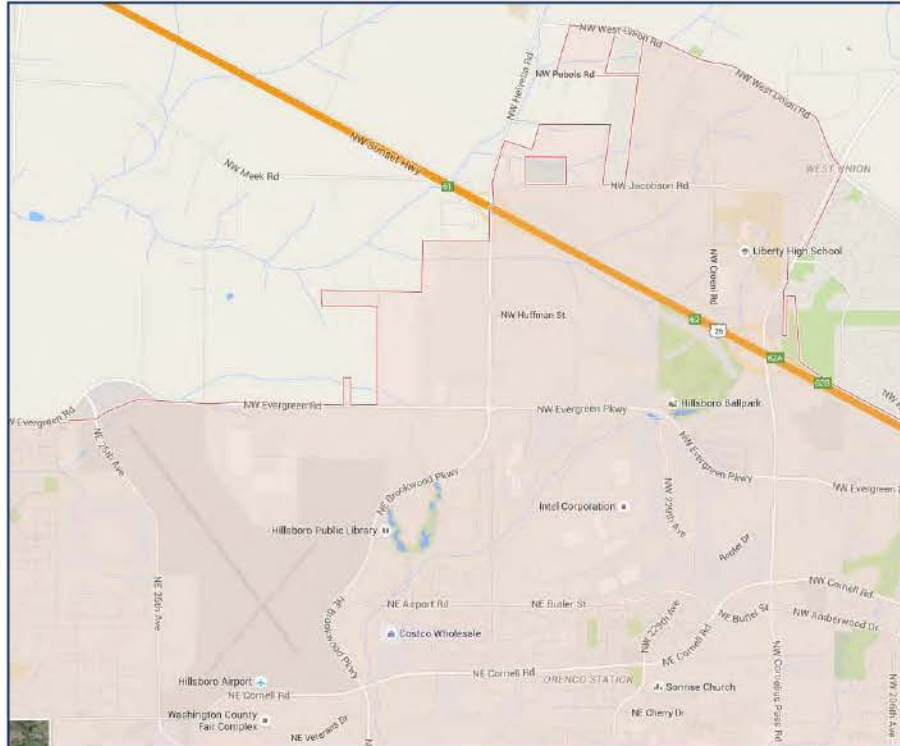 NW West Union Rd
NW Pubols Rd
NW Helvetia Rd
NW West Union Rd
NW Sunset Hwy
NW Meek Rd
61
NW Jacobson Rd
WEST UNION
Liberty High School
NW Croeni Rd
NW Huffman St
62
26
62A
62B
W Evergreen Rd
NW Evergreen Rd
NW Evergreen Pkwy
Hillsboro Ballpark
NE 25th Ave
NE Brookwood Pkwy
NW Evergreen Pkwy
NW Evergreen
Intel Corporation
NW 229th Ave
Hillsboro Public Library
NE 25th Ave
NE Brookwood Pkwy
NE Airport Rd
NE Butler St
NW Cornell Rd
NE Butler St
NW Amberwood Dr
Costco Wholesale
NW 229th Ave
NE Cornell Rd
NE Cornell Rd
Hillsboro Airport
NE Cornell Rd
ORENCO STATION
Sonrise Church
NW Cornelius Pass Rd
NW 206th Ave
Washington County
Fair Complex
NE Veterans Dr
NE Cherry Dr